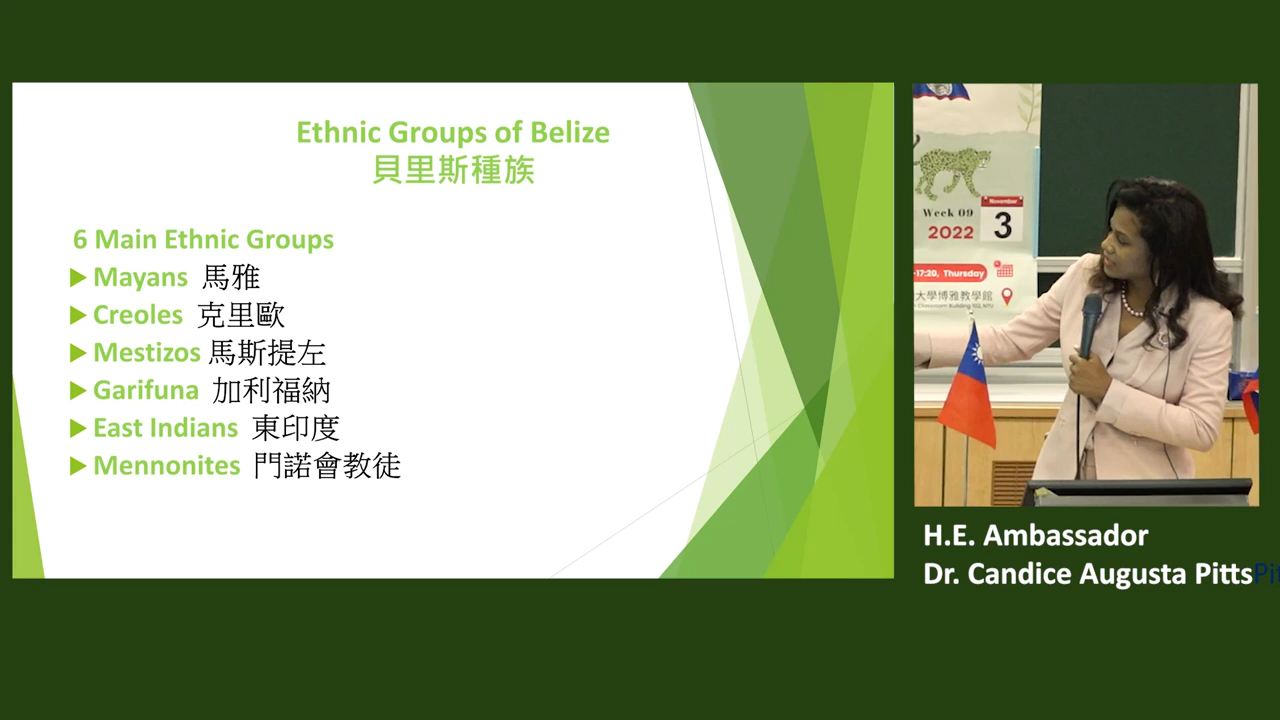 Ethnic Groups of Belize
貝里斯種族
6 Main Ethnic Groups
Mayans 馬雅
Creoles 克里歐
Mestizos 馬斯提左
Garifuna 加利福納
East Indians 東印度
Mennonites 門諾會教徒
Week 09
2022
November
3
-17:20, Thursday
大學博雅教學館
H.E. Ambassador
Dr. Candice Augusta Pitts